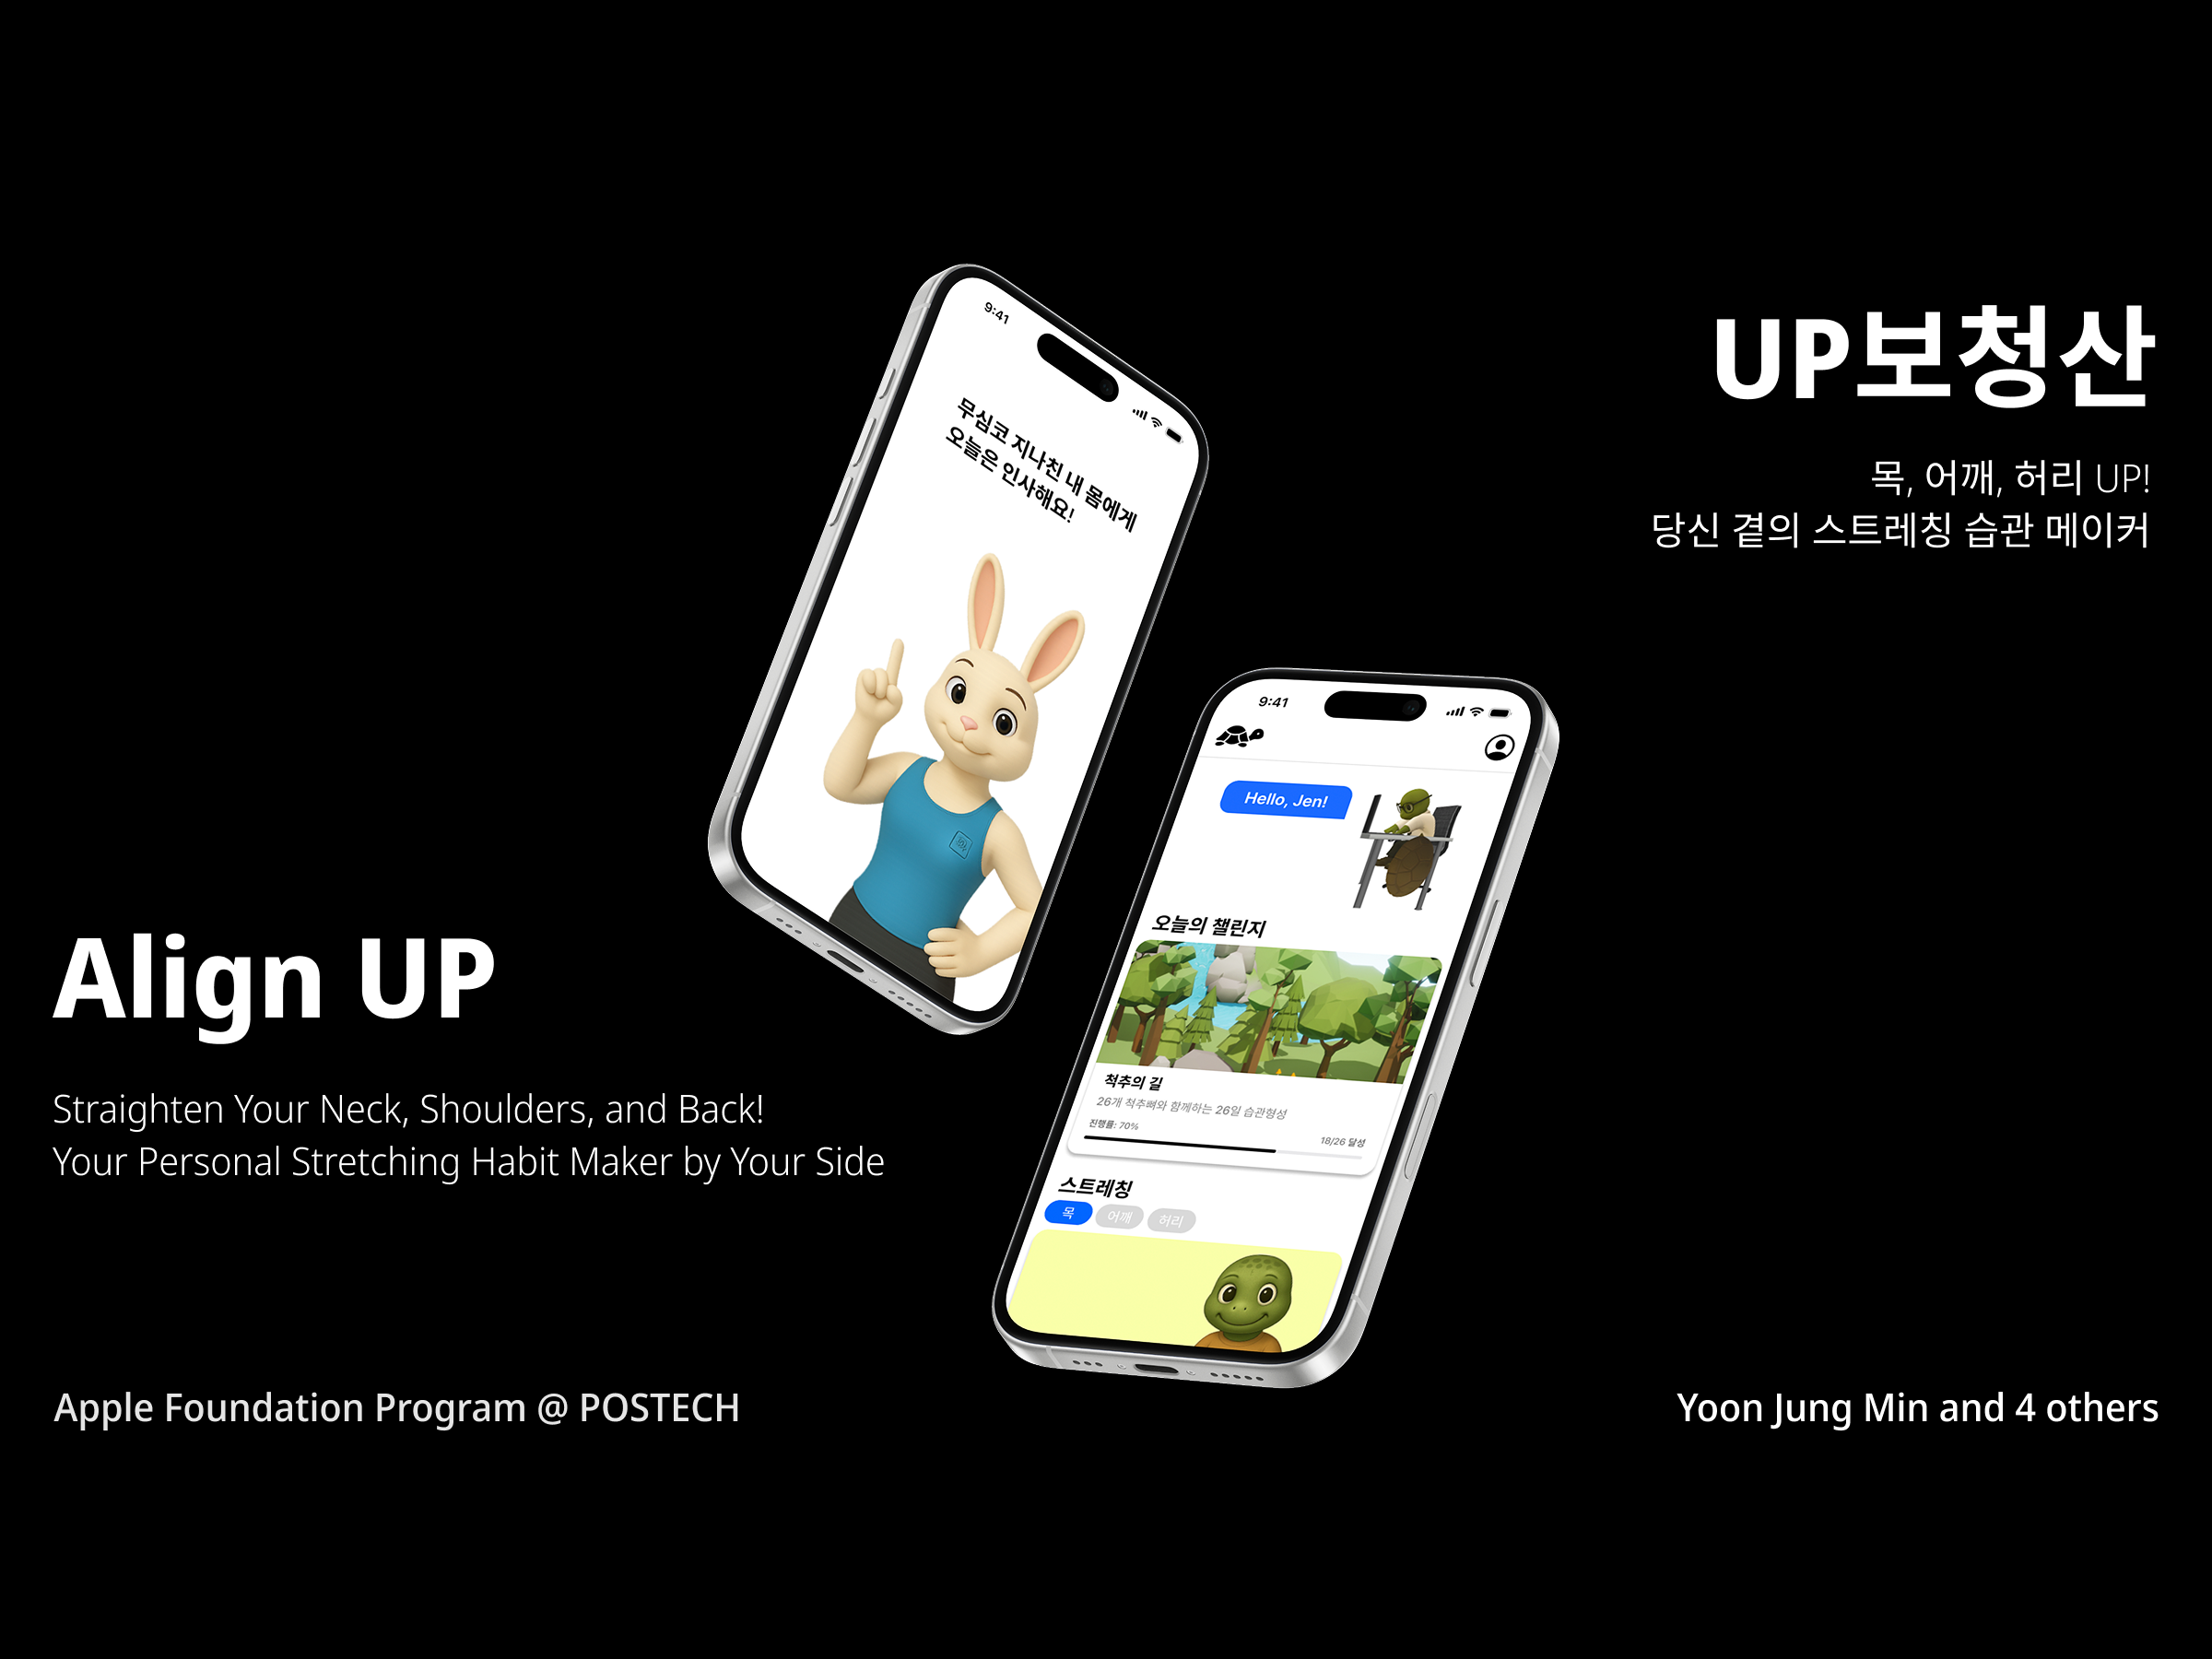 9:41
무심코 지나친 내 몸에게
오늘은 인사해요!
UP보청산
목, 어깨, 허리 UP!
당신 곁의 스트레칭 습관 메이커
9:41
Hello, Jen!
오늘의 챌린지
척추의 길
26개 척추뼈와 함께하는 26일 습관형성
진행률: 70%
18/26 달성
스트레칭
목 어깨 허리
Align UP
Straighten Your Neck, Shoulders, and Back!
Your Personal Stretching Habit Maker by Your Side
Apple Foundation Program @ POSTECH
Yoon Jung Min and 4 others